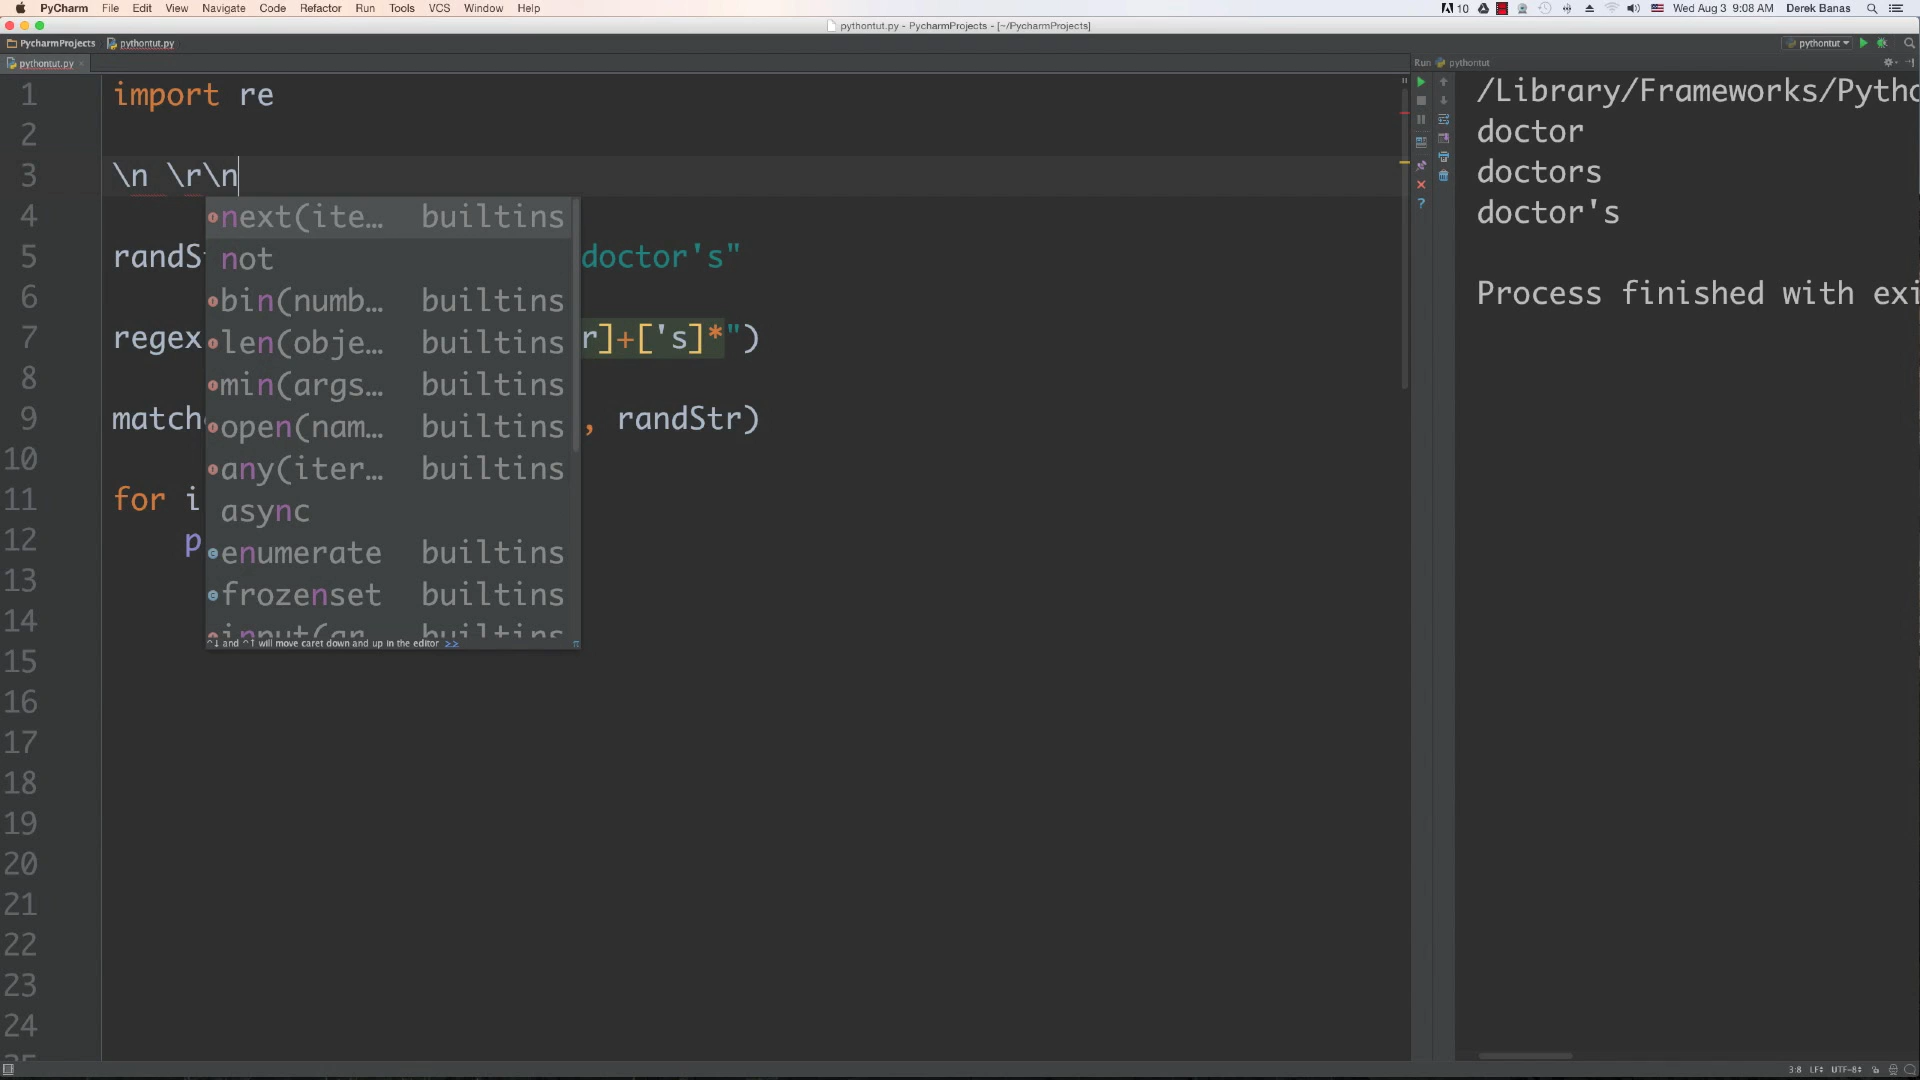 PyCharm File Edit View Navigate Code Refactor Run Tools VCS Window Help 10 Wed Aug 3 9:08 AM Derek Banas
pythontut.py - PycharmProjects - [~/PycharmProjects]
PycharmProjects pythontut.py pythontut
pythontut.py Run pythontut
1 import re
2
3 \n \r\n
4
5 randS doctor's"
6
7 regex r]+['s]*")
8
9 match , randStr)
10
11 for i
12 p
13
14
15
16
17
18
19
20
21
22
23
24
next(ite… builtins
not
bin(numb… builtins
len(obje… builtins
min(args… builtins
open(nam… builtins
any(iter… builtins
async
enumerate builtins
frozenset builtins
input(ar builtins
^↓ and ^↑ will move caret down and up in the editor >> π
/Library/Frameworks/Pytho
doctor
doctors
doctor's
Process finished with exi
3:8 LF÷ UTF-8÷